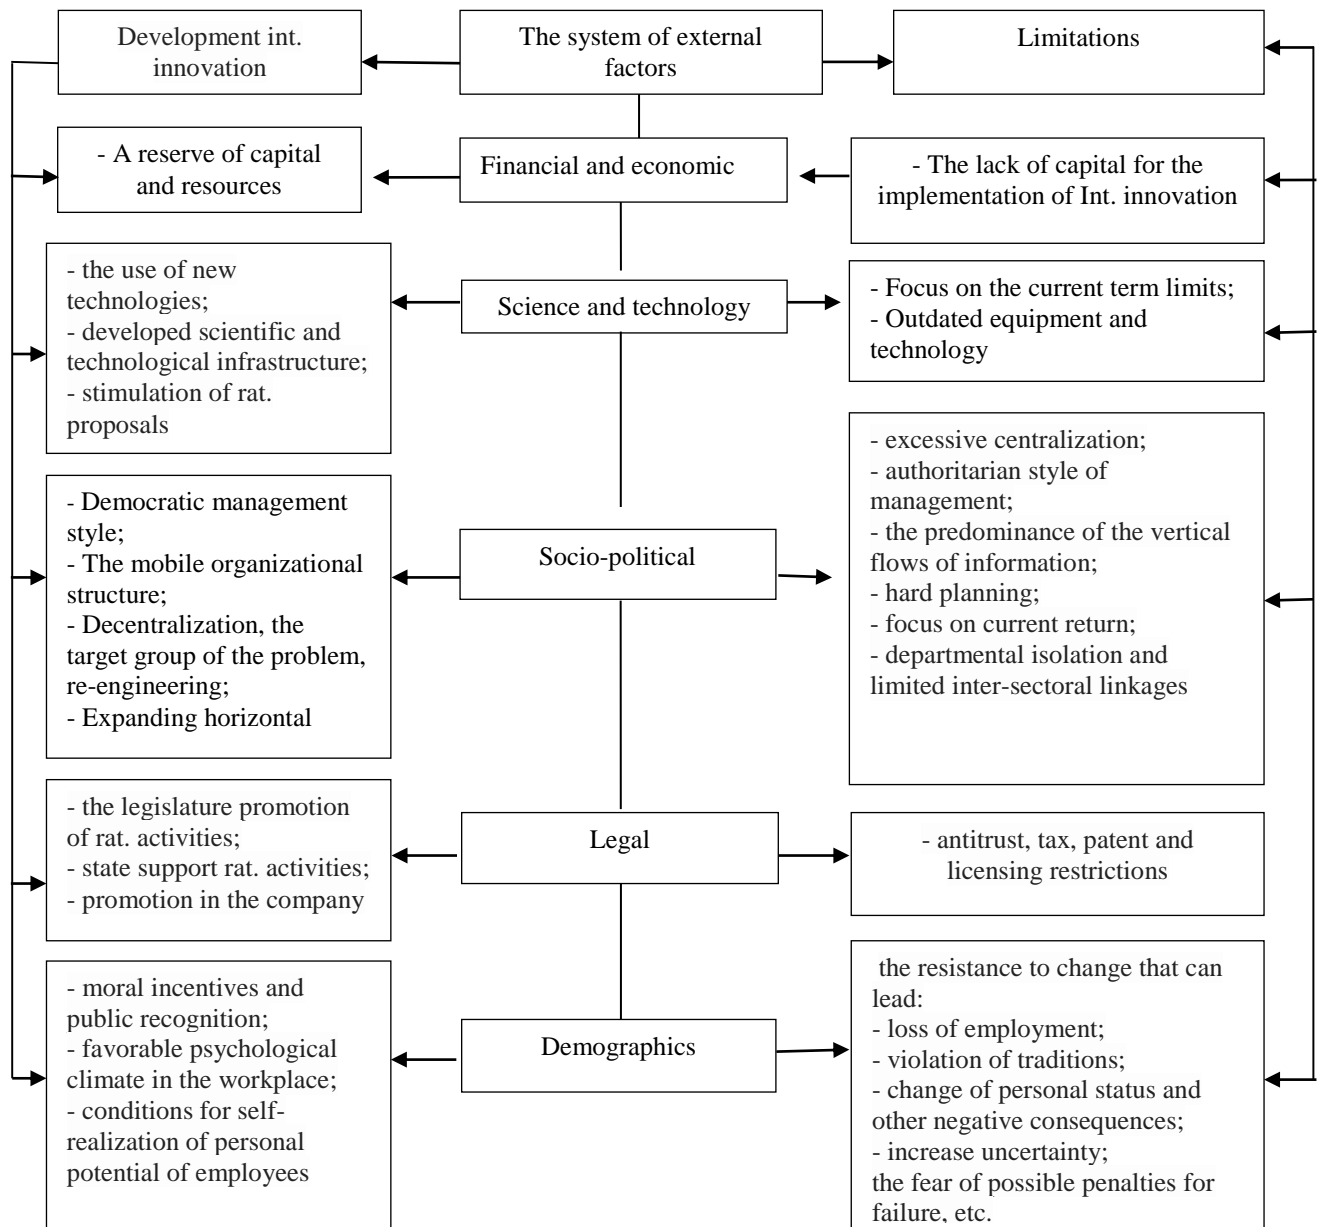 Development int.
innovation
The system of external
factors
Limitations
- A reserve of capital
and resources
Financial and economic
- The lack of capital for the
implementation of Int. innovation
- the use of new
technologies;
- developed scientific and
technological infrastructure;
- stimulation of rat.
proposals
Science and technology
- Focus on the current term limits;
- Outdated equipment and
technology
- Democratic management
style;
- The mobile organizational
structure;
- Decentralization, the
target group of the problem,
re-engineering;
- Expanding horizontal
Socio-political
- excessive centralization;
- authoritarian style of
management;
- the predominance of the vertical
flows of information;
- hard planning;
- focus on current return;
- departmental isolation and
limited inter-sectoral linkages
- the legislature promotion
of rat. activities;
- state support rat. activities;
- promotion in the company
Legal
- antitrust, tax, patent and
licensing restrictions
- moral incentives and
public recognition;
- favorable psychological
climate in the workplace;
- conditions for self-
realization of personal
potential of employees
Demographics
the resistance to change that can
lead:
- loss of employment;
- violation of traditions;
- change of personal status and
other negative consequences;
- increase uncertainty;
the fear of possible penalties for
failure, etc.